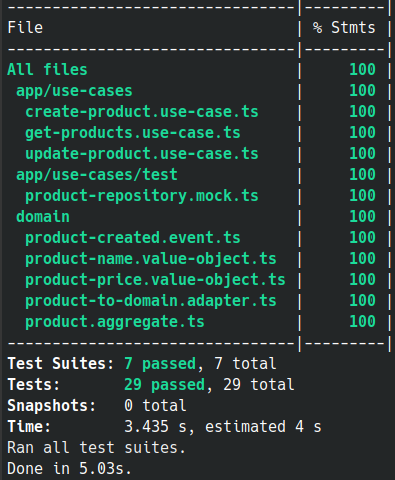 --------------------------------|---------|
File                            | % Stmts |
--------------------------------|---------|
All files                       |     100 |
 app/use-cases                  |     100 |
  create-product.use-case.ts    |     100 |
  get-products.use-case.ts      |     100 |
  update-product.use-case.ts    |     100 |
 app/use-cases/test             |     100 |
  product-repository.mock.ts    |     100 |
 domain                         |     100 |
  product-created.event.ts      |     100 |
  product-name.value-object.ts  |     100 |
  product-price.value-object.ts |     100 |
  product-to-domain.adapter.ts  |     100 |
  product.aggregate.ts          |     100 |
--------------------------------|---------|
Test Suites: 7 passed, 7 total
Tests:       29 passed, 29 total
Snapshots:   0 total
Time:        3.435 s, estimated 4 s
Ran all test suites.
Done in 5.03s.